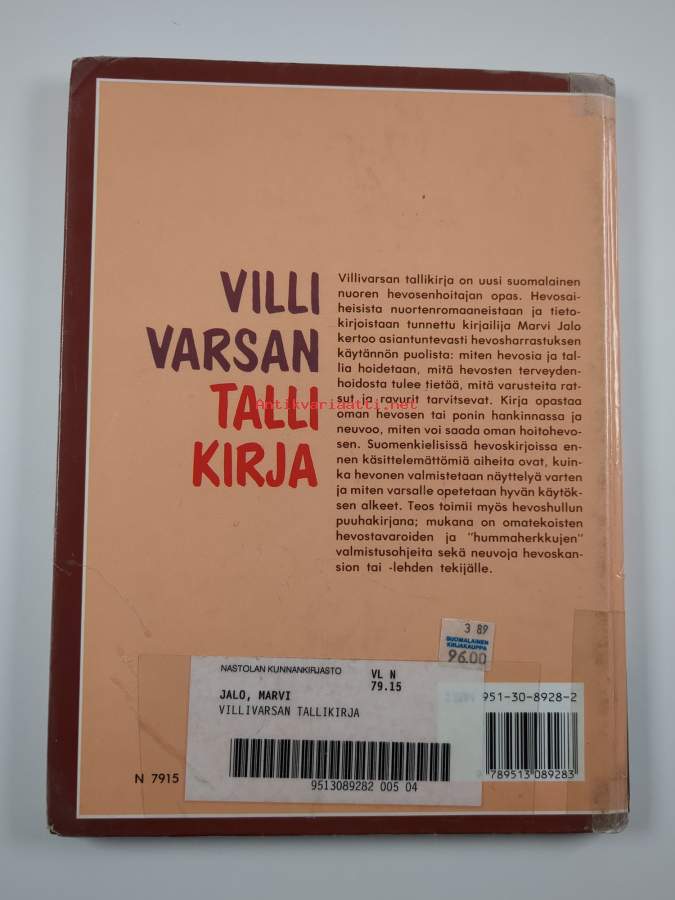 VILLI
VARSAN
TALLI
KIRJA
Villivarsan tallikirja on uusi suomalainen
nuoren hevosenhoitajan opas. Hevosai-
heisista nuortenromaaneistaan ja tieto-
kirjoistaan tunnettu kirjailija Marvi Jalo
kertoo asiantuntevasti hevosharrastuksen
käytännön puolista: miten hevosia ja tal-
lia hoidetaan, mitä hevosten terveyden-
hoidosta tulee tietää, mitä varusteita rat-
sut ja ravurit tarvitsevat. Kirja opastaa
oman hevosen tai ponin hankinnassa ja
neuvoo, miten voi saada oman hoitohevo-
sen. Suomenkielisissä hevoskirjoissa en-
nen käsittelemättömiä aiheita ovat, kuin-
ka hevonen valmistetaan näyttelyä varten
ja miten varsalle opetetaan hyvän käytök-
sen alkeet. Teos toimii myös hevoshullun
puuhakirjana; mukana on omatekoisten
hevostavaroiden ja "hummaherkkujen"
valmistusohjeita sekä neuvoja hevoskan-
sion tai -lehden tekijälle.
Antikvariaatti.net
3 89
SUOMALAINEN
KIRJAKAUPPA
96.00
NASTOLAN KUNNANKIRJASTO
VL N
79.15
JALO, MARVI
VILLIVARSAN TALLIKIRJA
9513089282 005 04
951-30-8928-2
789513 089283
N 7915